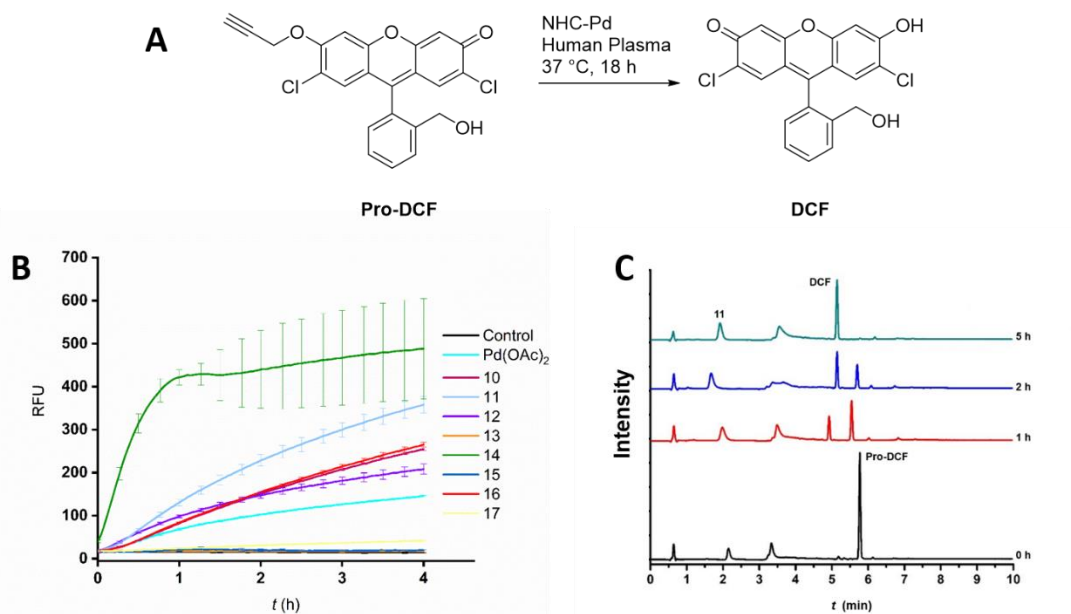 A
O
O
O
Cl
Cl
OH
NHC-Pd
Human Plasma
37 °C, 18 h
O
O
OH
Cl
Cl
OH
Pro-DCF
DCF
B
700
600
500
400
300
200
100
0
RFU
0
1
2
3
4
t (h)
Control
Pd(OAc)2
10
11
12
13
14
15
16
17
C
Intensity
DCF
11
5 h
2 h
1 h
Pro-DCF
0 h
0 1 2 3 4 5 6 7 8 9 10
t (min)